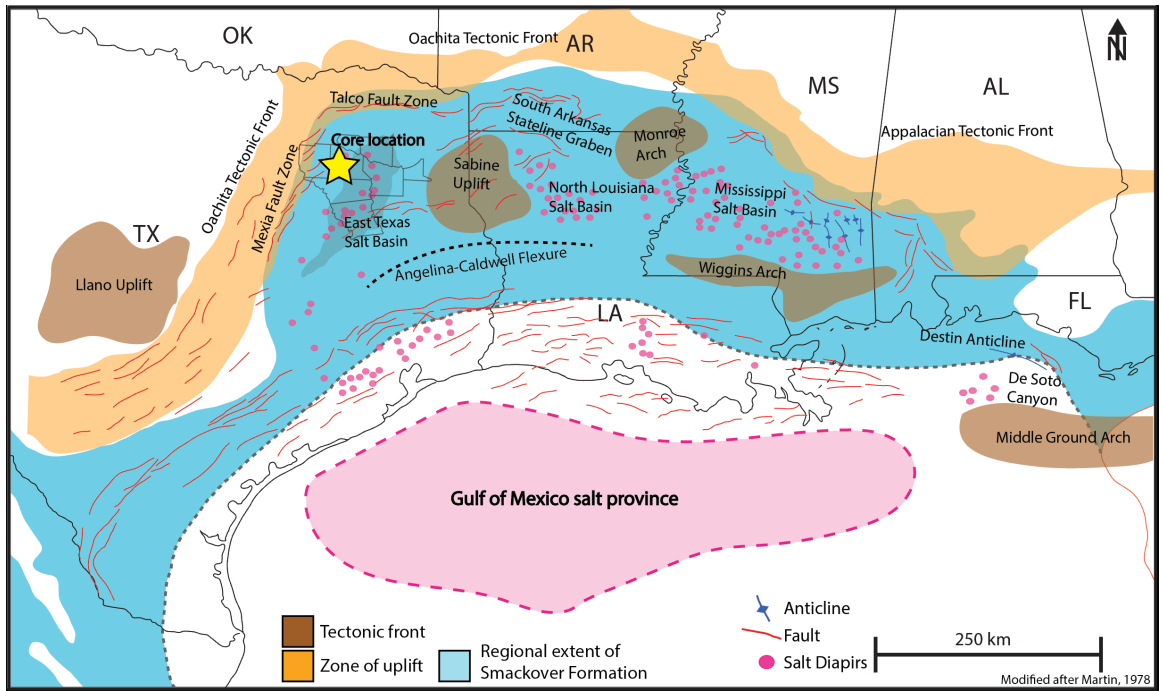 OK
Oachita Tectonic Front
AR
N
MS
AL
Talco Fault Zone
South Arkansas
Stateline Graben
Monroe
Arch
Appalacian Tectonic Front
Core location
Oachita Tectonic Front
Mexia Fault Zone
Sabine
Uplift
North Louisiana
Salt Basin
Mississippi
Salt Basin
TX
East Texas
Salt Basin
Llano Uplift
Angelina-Caldwell Flexure
Wiggins Arch
LA
FL
Destin Anticline
De Soto
Canyon
Middle Ground Arch
Gulf of Mexico salt province
Tectonic front
Zone of uplift
Regional extent of
Smackover Formation
Anticline
Fault
Salt Diapirs
250 km
Modified after Martin, 1978